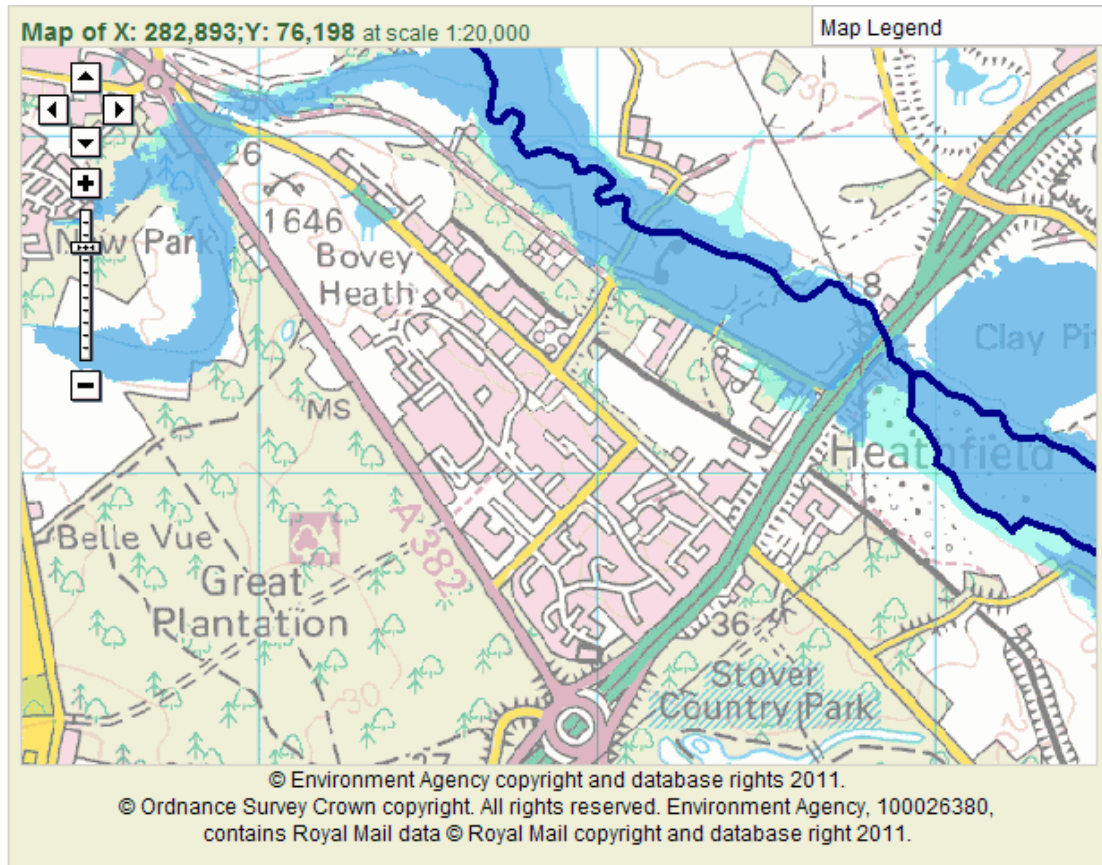 Map of X: 282,893;Y: 76,198 at scale 1:20,000
Map Legend
30
26
1646
New Park
Bovey
Heath
18
Clay Pit
MS
Heathfield
Belle Vue
A 382
Great
Plantation
36
Stover
Country Park
30
27
© Environment Agency copyright and database rights 2011.
© Ordnance Survey Crown copyright. All rights reserved. Environment Agency, 100026380,
contains Royal Mail data © Royal Mail copyright and database right 2011.